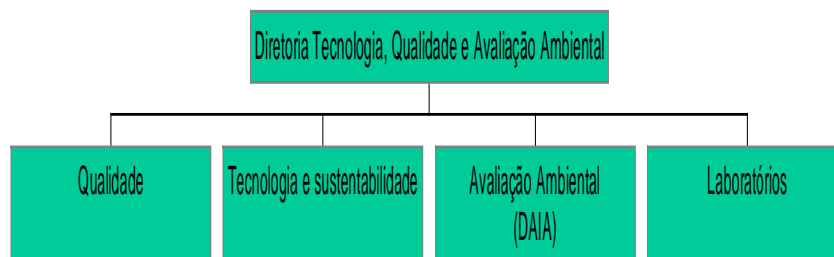 Diretoria Tecnologia, Qualidade e Avaliação Ambiental
Qualidade
Tecnologia e sustentabilidade
Avaliação Ambiental
(DAIA)
Laboratórios